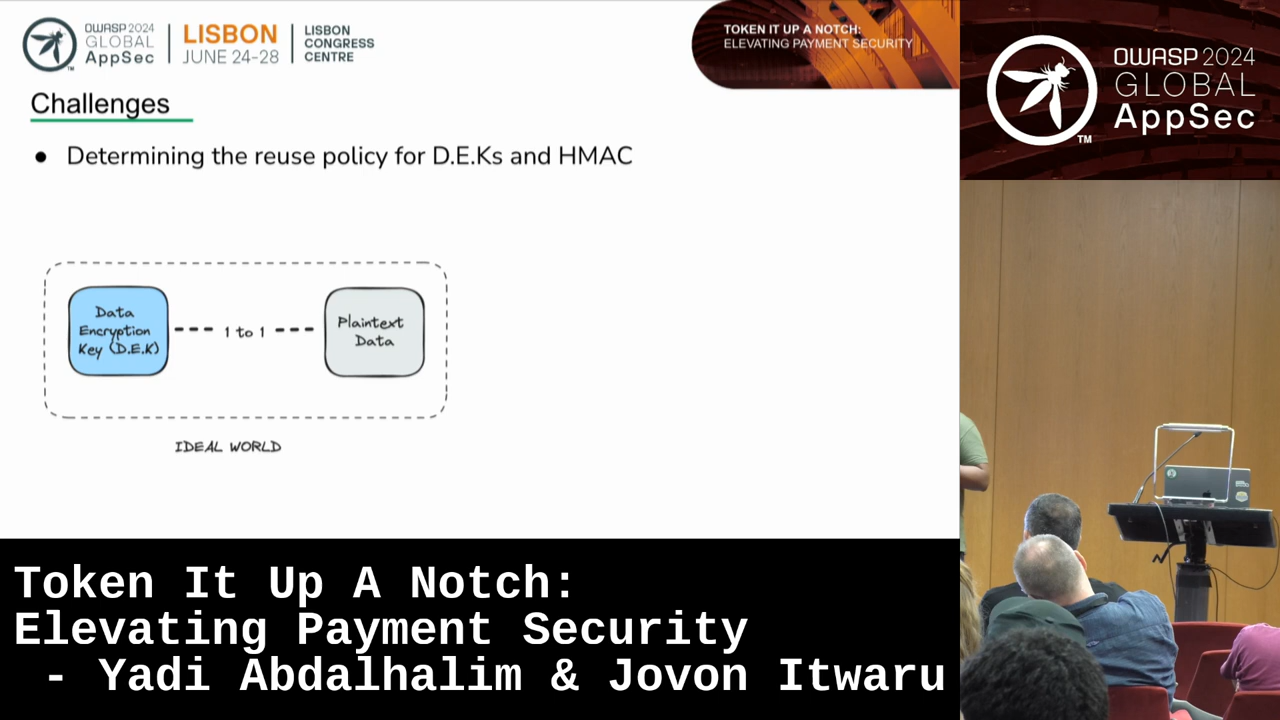 OWASP 2024
GLOBAL
AppSec
TM
LISBON
JUNE 24-28
LISBON
CONGRESS
CENTRE
TOKEN IT UP A NOTCH:
ELEVATING PAYMENT SECURITY
OWASP 2024
GLOBAL
AppSec
TM
Challenges
● Determining the reuse policy for D.E.Ks and HMAC
Data
Encryption
Key (D.E.K)
1 to 1
Plaintext
Data
IDEAL WORLD
Token It Up A Notch:
Elevating Payment Security
- Yadi Abdalhalim & Jovon Itwaru